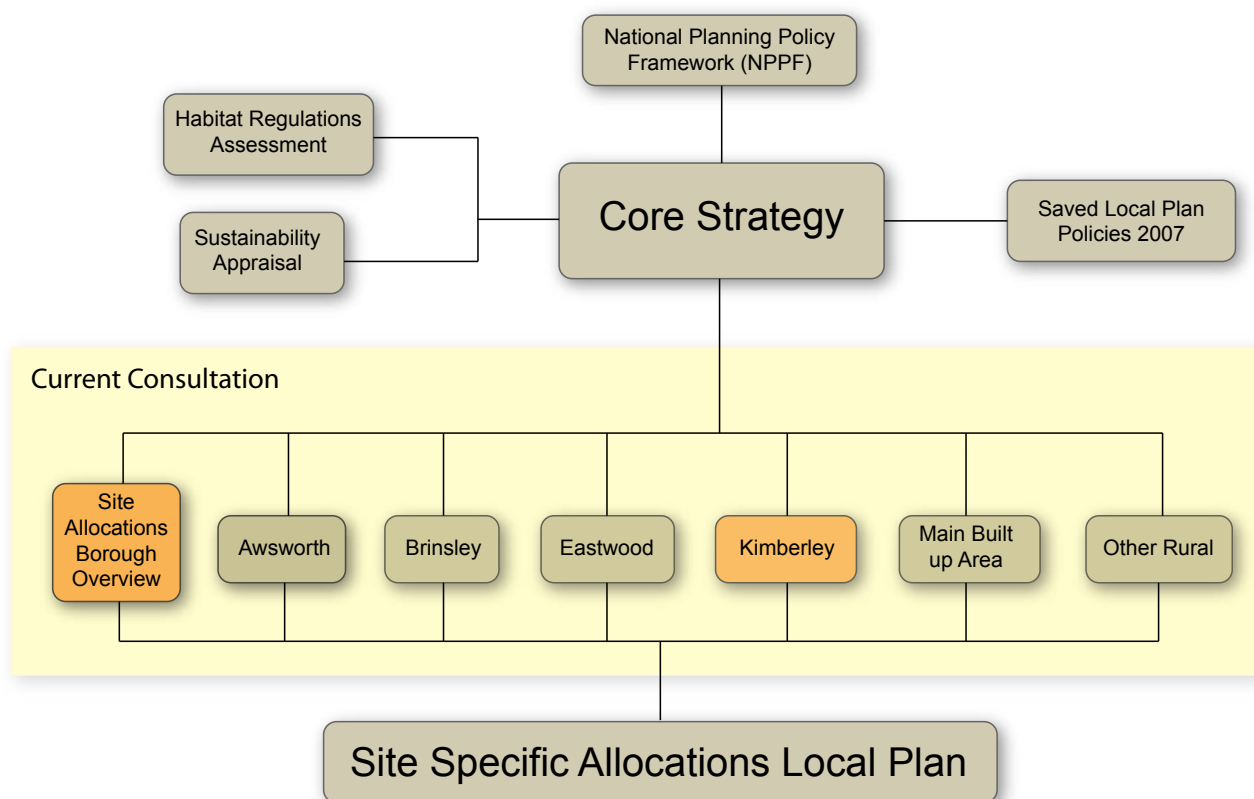 National Planning Policy
Framework (NPPF)
Habitat Regulations
Assessment
Core Strategy
Saved Local Plan
Policies 2007
Sustainability
Appraisal
Current Consultation
Site
Allocations
Borough
Overview
Awsworth
Brinsley
Eastwood
Kimberley
Main Built
up Area
Other Rural
Site Specific Allocations Local Plan